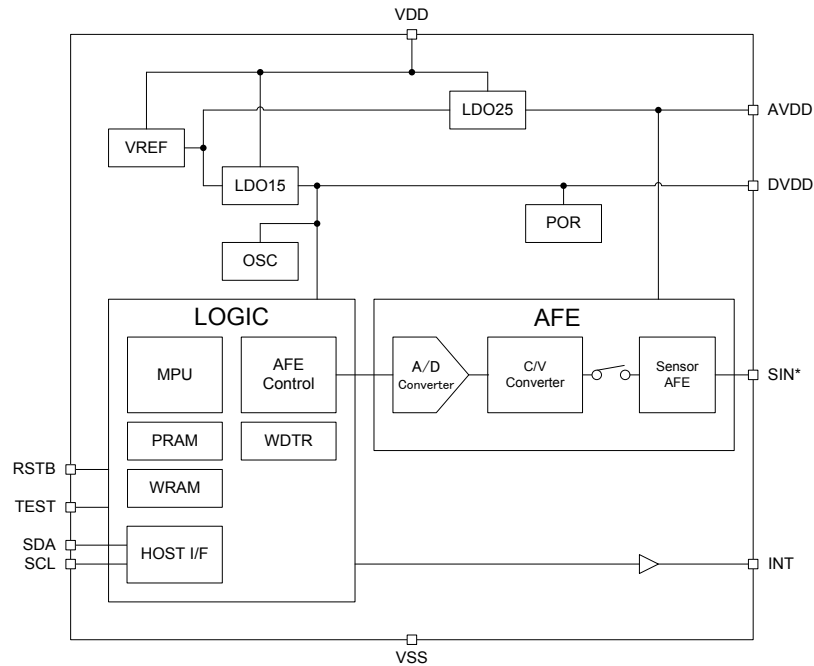 VDD
LDO25
AVDD
VREF
LDO15
DVDD
POR
OSC
LOGIC
AFE
MPU
AFE
Control
A/D
Converter
C/V
Converter
Sensor
AFE
SIN*
PRAM
WDTR
RSTB
WRAM
TEST
SDA
SCL
HOST I/F
INT
VSS